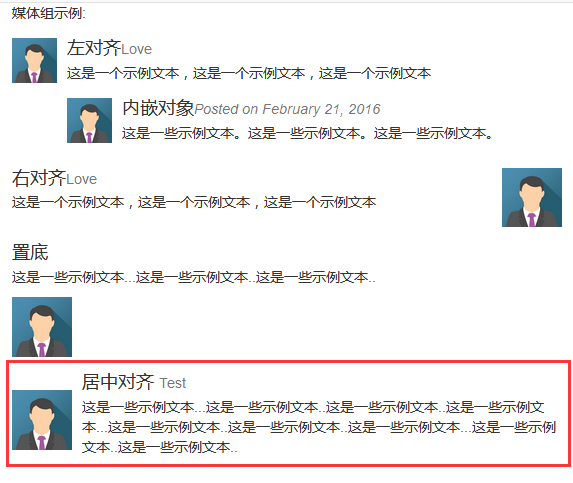 媒体组示例:
左对齐Love
这是一个示例文本，这是一个示例文本，这是一个示例文本
内嵌对象Posted on February 21, 2016
这是一些示例文本。这是一些示例文本。这是一些示例文本。
右对齐Love
这是一个示例文本，这是一个示例文本，这是一个示例文本
置底
这是一些示例文本...这是一些示例文本..这是一些示例文本..
居中对齐 Test
这是一些示例文本...这是一些示例文本..这是一些示例文本..这是一些示例文
本...这是一些示例文本..这是一些示例文本..这是一些示例文本...这是一些示例
文本..这是一些示例文本..